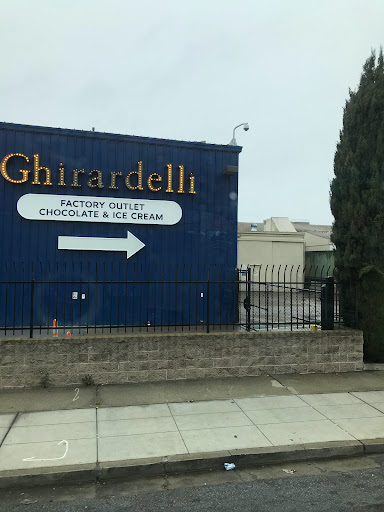 Ghirardelli
FACTORY OUTLET
CHOCOLATE & ICE CREAM